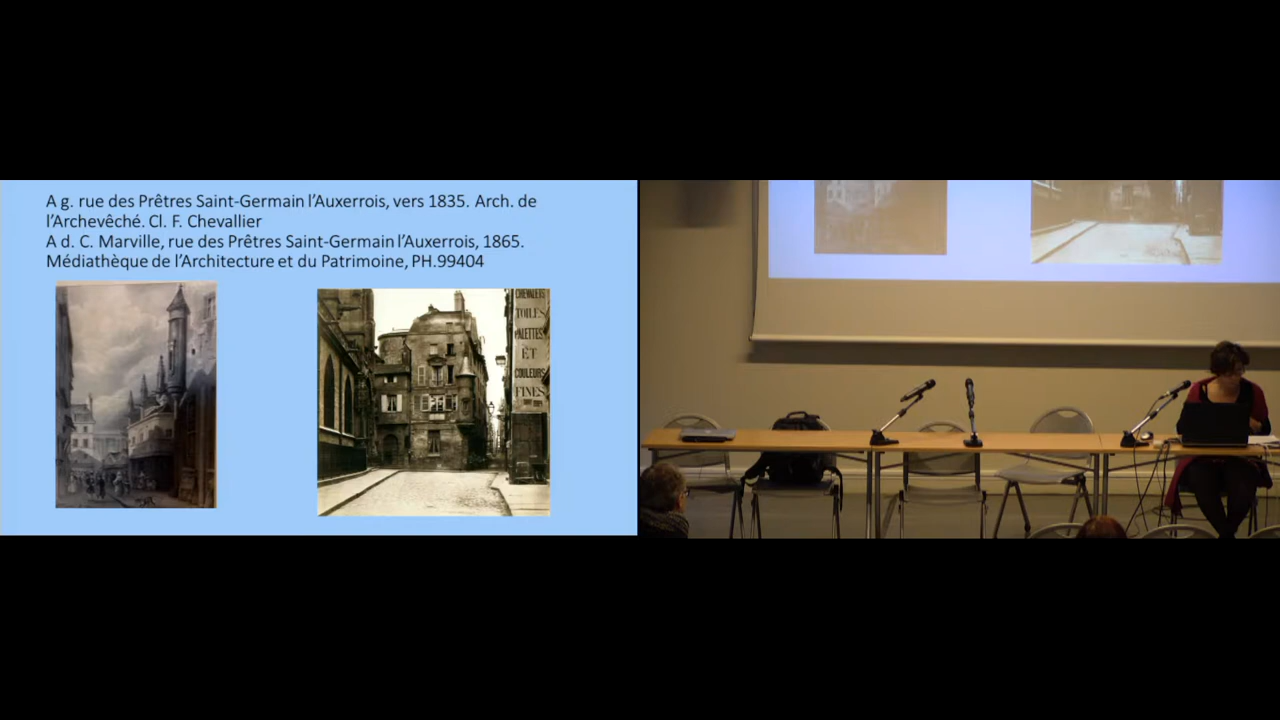 A g. rue des Prêtres Saint-Germain l’Auxerrois, vers 1835. Arch. de
l’Archevêché. Cl. F. Chevallier
A d. C. Marville, rue des Prêtres Saint-Germain l’Auxerrois, 1865.
Médiathèque de l’Architecture et du Patrimoine, PH.99404
CHEVALETS
TOILES
PALETTES
ET
COULEURS
FINES